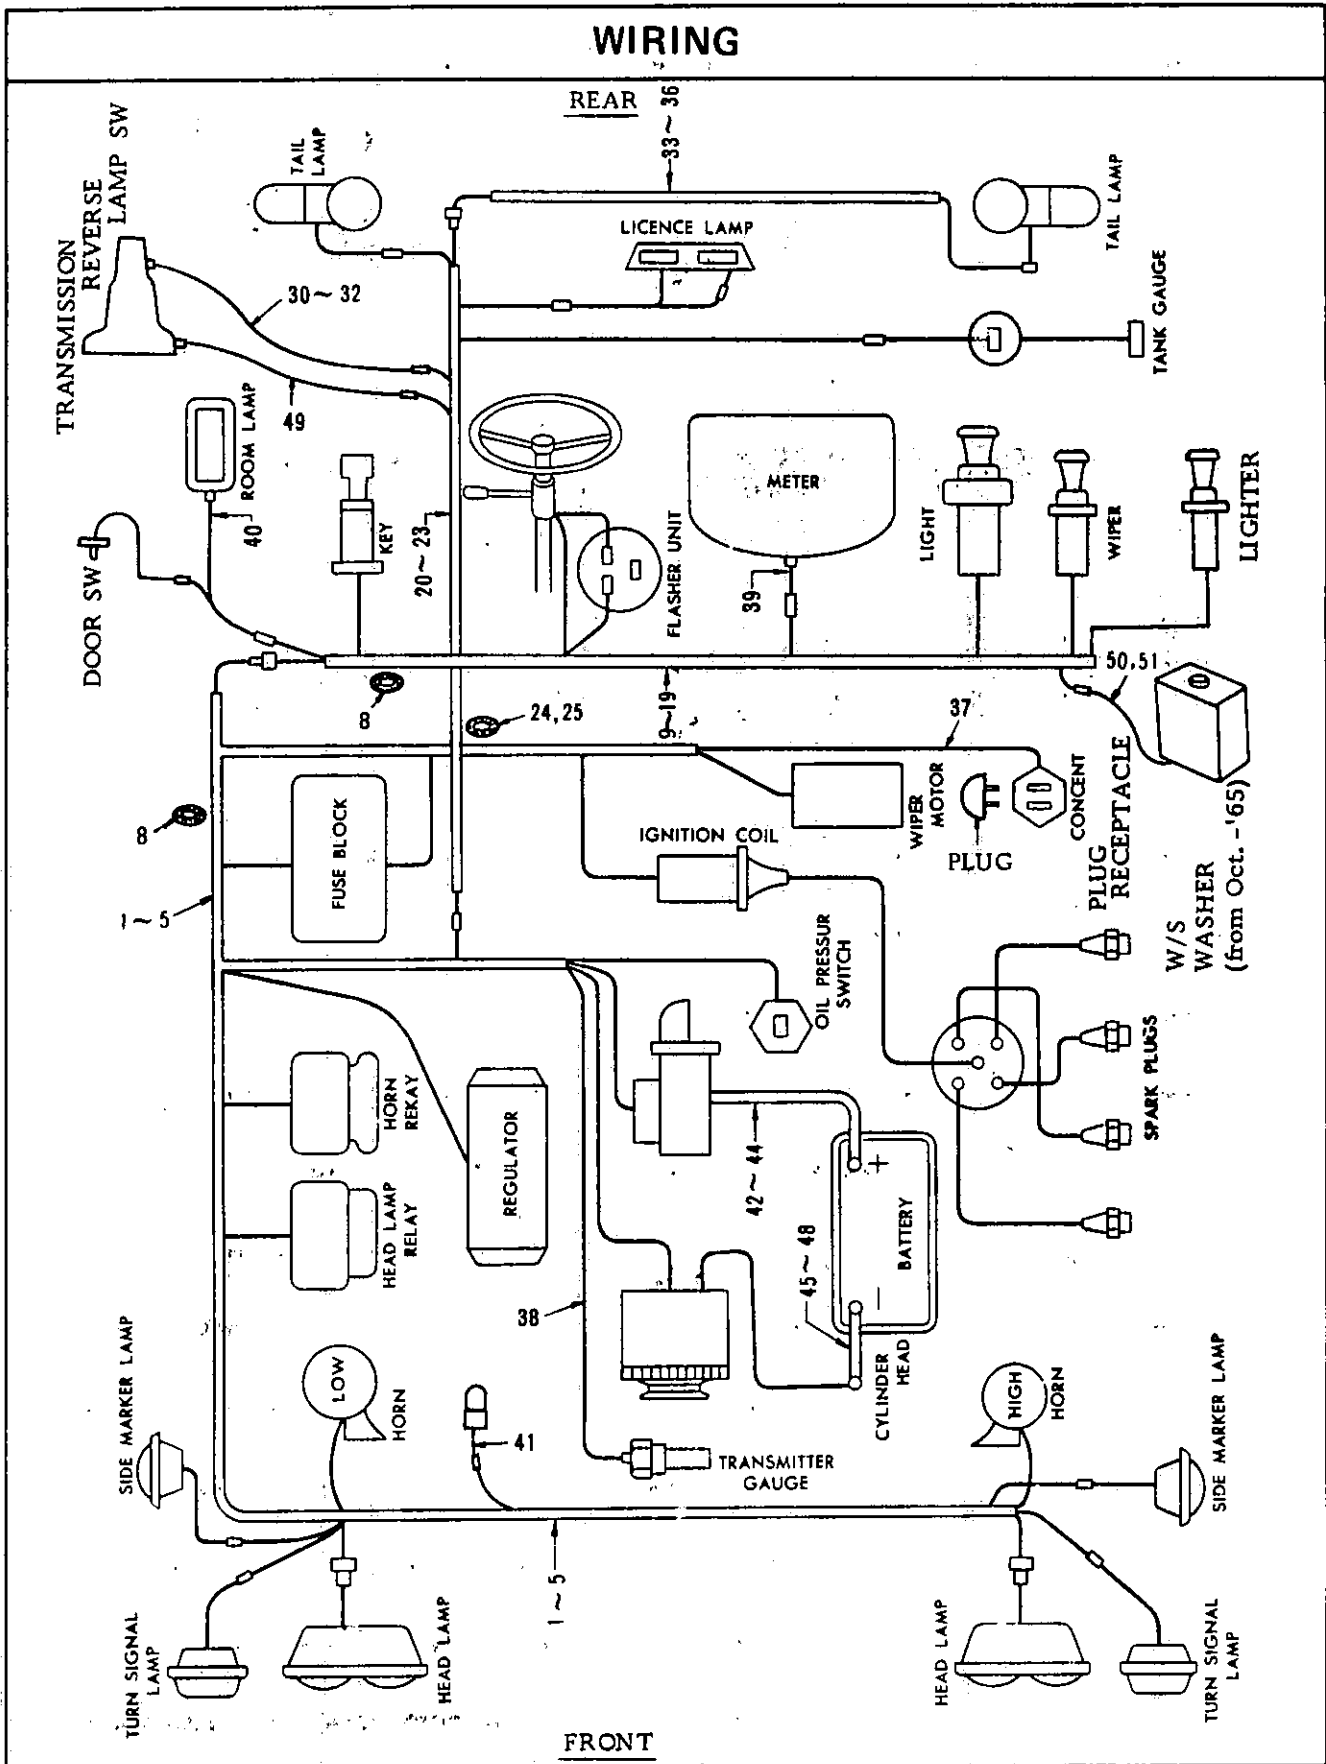 WIRING
REAR
33~36
TRANSMISSION
REVERSE
LAMP SW
TAIL
LAMP
LICENCE LAMP
TAIL LAMP
30~32
TANK GAUGE
49
ROOM LAMP
40
DOOR SW
KEY
20~23
FLASHER UNIT
METER
39
LIGHT
WIPER
LIGHTER
8
24,25
9~19
50,51
37
8
1~5
FUSE BLOCK
IGNITION COIL
WIPER
MOTOR
PLUG
CONCENT
PLUG
RECEPTACLE
W/S
WASHER
(from Oct. -'65)
OIL PRESSUR
SWITCH
HORN
REKAY
HEAD LAMP
RELAY
REGULATOR
42~44
SPARK PLUGS
+
BATTERY
−
45~48
38
CYLINDER
HEAD
SIDE MARKER LAMP
LOW
HORN
41
TRANSMITTER
GAUGE
HIGH
HORN
SIDE MARKER LAMP
1~5
TURN SIGNAL
LAMP
HEAD LAMP
HEAD LAMP
TURN SIGNAL
LAMP
FRONT